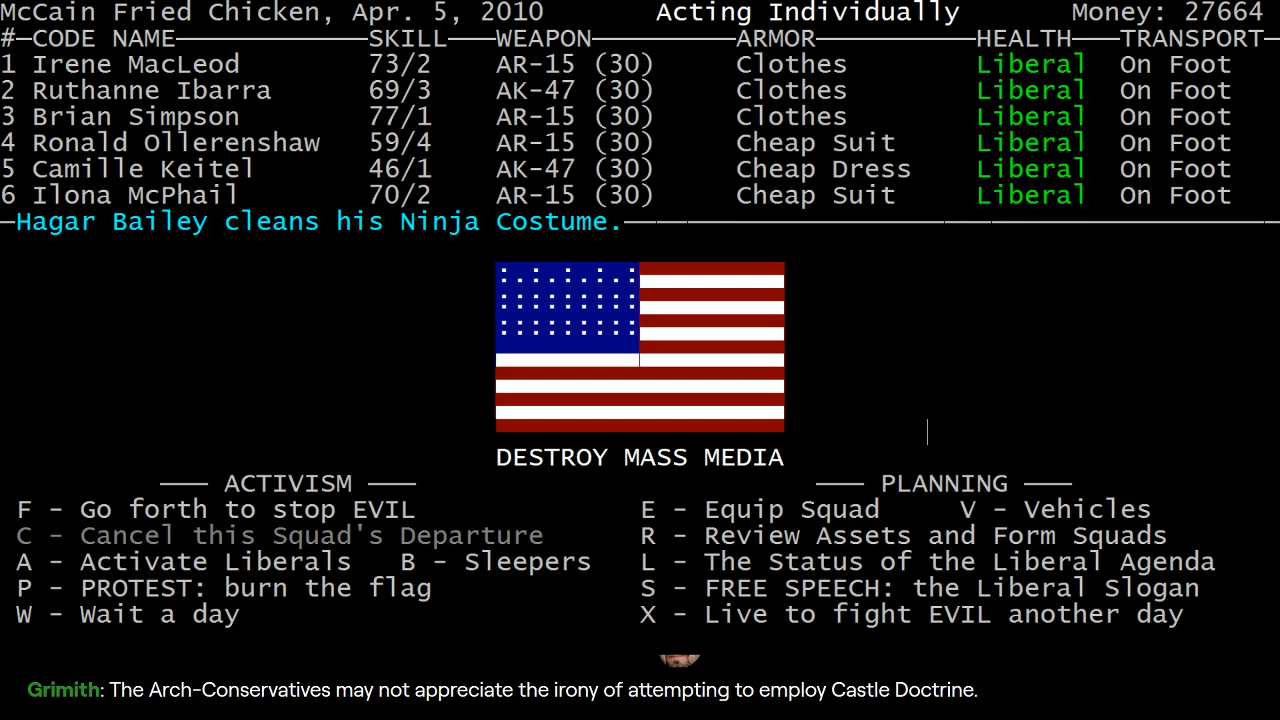 McCain Fried Chicken, Apr. 5, 2010 Acting Individually Money: 27664
#—CODE NAME SKILL WEAPON ARMOR HEALTH TRANSPORT
1 Irene MacLeod 73/2 AR-15 (30) Clothes Liberal On Foot
2 Ruthanne Ibarra 69/3 AK-47 (30) Clothes Liberal On Foot
3 Brian Simpson 77/1 AR-15 (30) Clothes Liberal On Foot
4 Ronald Ollerenshaw 59/4 AR-15 (30) Cheap Suit Liberal On Foot
5 Camille Keitel 46/1 AK-47 (30) Cheap Dress Liberal On Foot
6 Ilona McPhail 70/2 AR-15 (30) Cheap Suit Liberal On Foot
Hagar Bailey cleans his Ninja Costume.
DESTROY MASS MEDIA
ACTIVISM
F - Go forth to stop EVIL
C - Cancel this Squad's Departure
A - Activate Liberals B - Sleepers
P - PROTEST: burn the flag
W - Wait a day
PLANNING
E - Equip Squad V - Vehicles
R - Review Assets and Form Squads
L - The Status of the Liberal Agenda
S - FREE SPEECH: the Liberal Slogan
X - Live to fight EVIL another day
Grimith: The Arch-Conservatives may not appreciate the irony of attempting to employ Castle Doctrine.